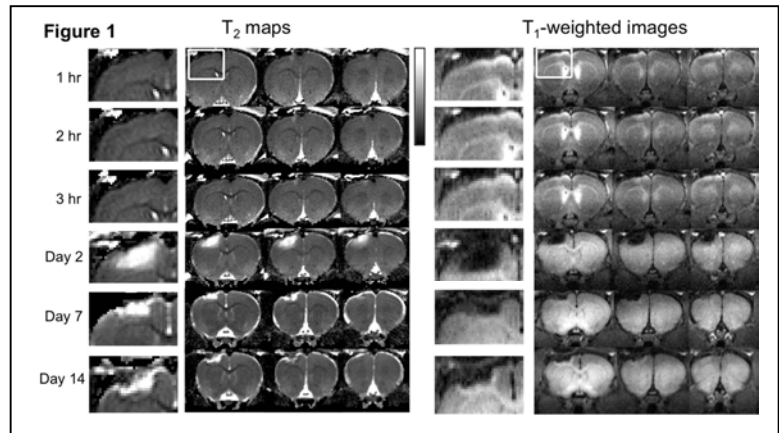 Figure 1
T₂ maps
T₁-weighted images
1 hr
2 hr
3 hr
Day 2
Day 7
Day 14